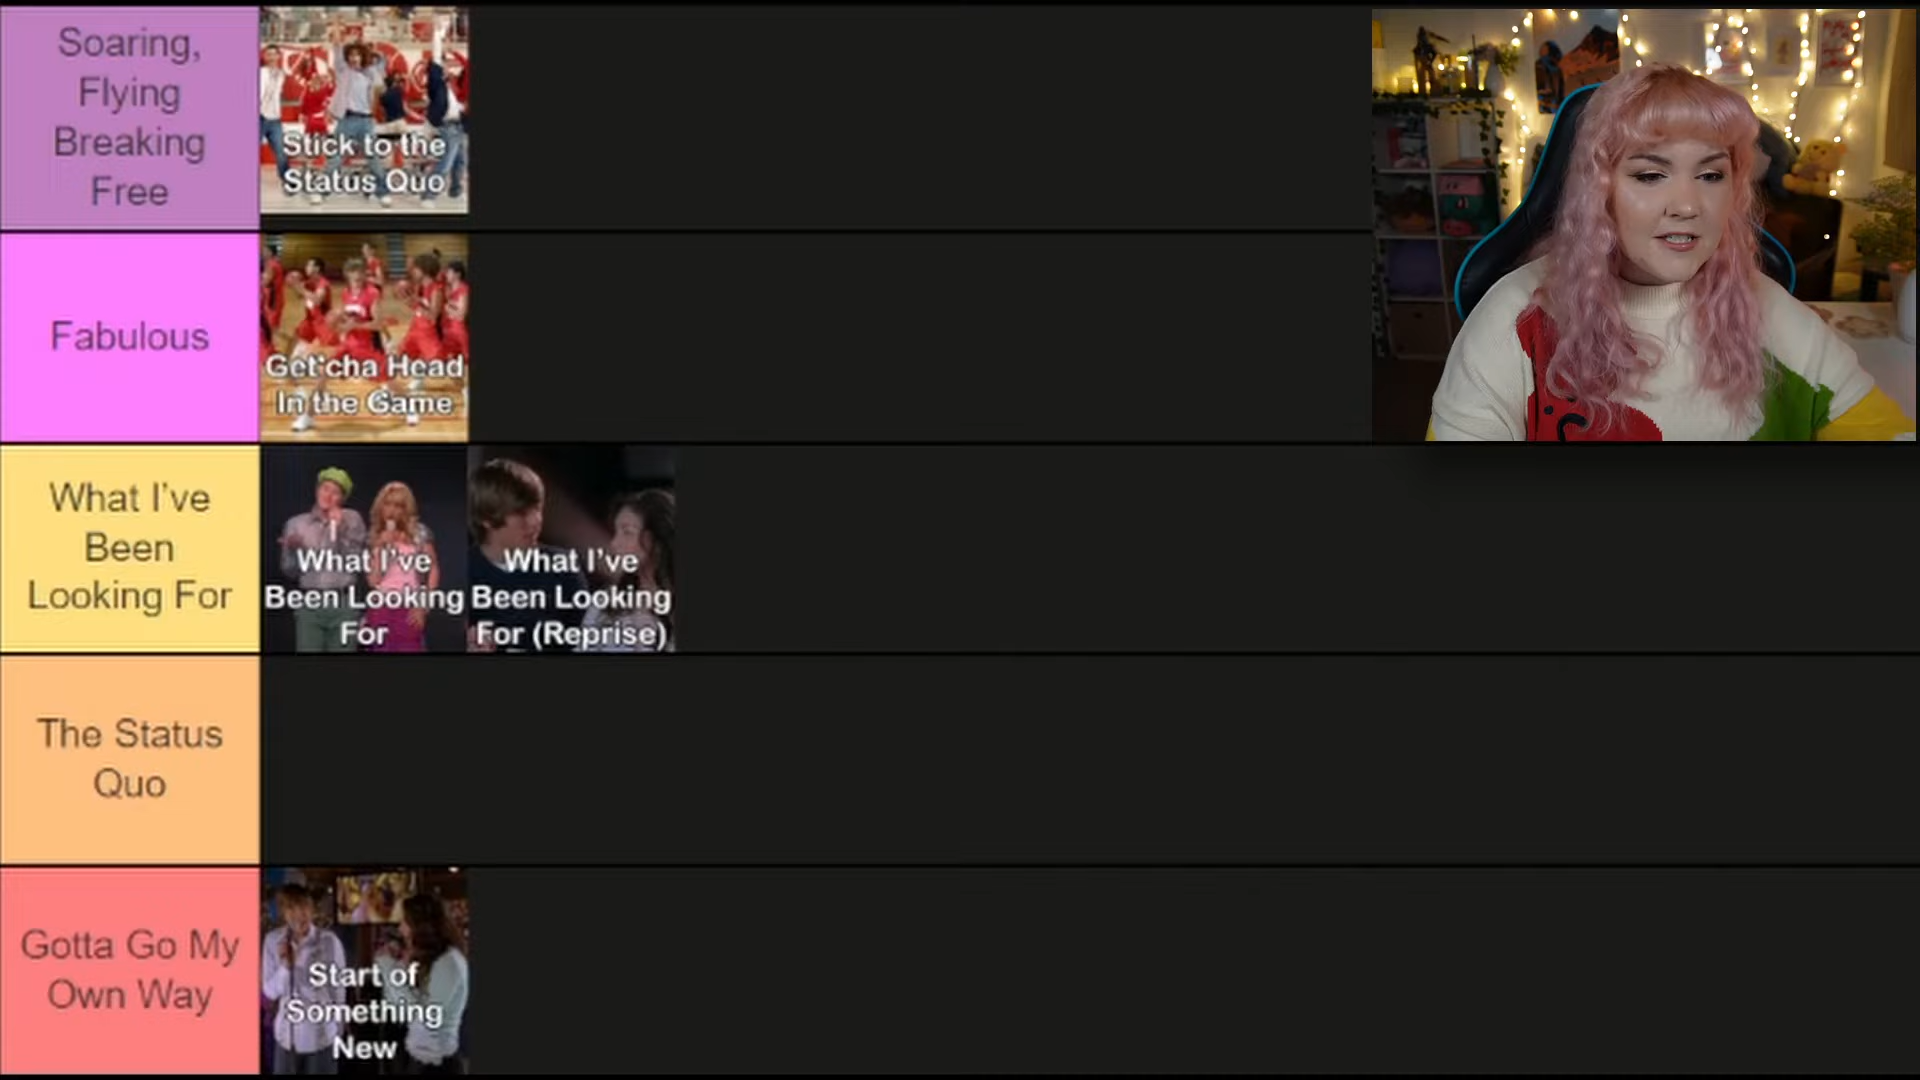 Soaring,
Flying
Breaking
Free
Stick to the
Status Quo
Fabulous
Get'cha Head
In the Game
What I've
Been
Looking For
What I've
Been Looking
For
What I've
Been Looking
For (Reprise)
The Status
Quo
Gotta Go My
Own Way
Start of
Something
New